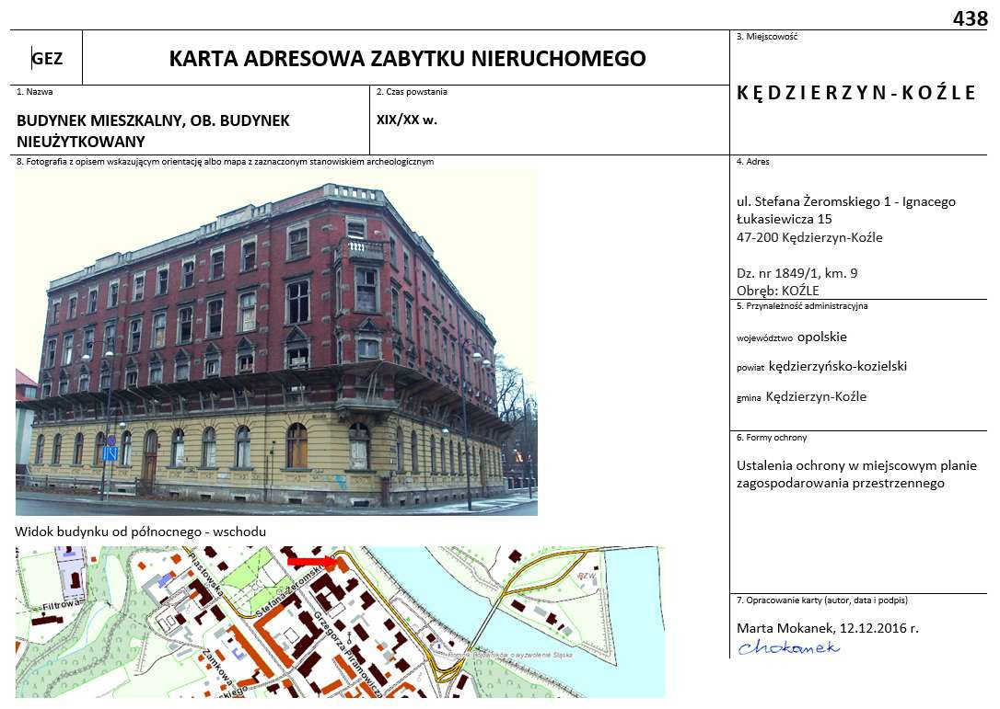 438
GEZ
KARTA ADRESOWA ZABYTKU NIERUCHOMEGO
3. Miejscowość
KĘDZIERZYN-KOŹLE
1. Nazwa
BUDYNEK MIESZKALNY, OB. BUDYNEK
NIEUŻYTKOWANY
2. Czas powstania
XIX/XX w.
8. Fotografia z opisem wskazującym orientację albo mapa z zaznaczonym stanowiskiem archeologicznym
4. Adres
ul. Stefana Żeromskiego 1 - Ignacego
Łukasiewicza 15
47-200 Kędzierzyn-Koźle
Dz. nr 1849/1, km. 9
Obręb: KOŹLE
5. Przynależność administracyjna
województwo opolskie
powiat kędzierzyńsko-kozielski
gmina Kędzierzyn-Koźle
6. Formy ochrony
Ustalenia ochrony w miejscowym planie
zagospodarowania przestrzennego
7. Opracowanie karty (autor, data i podpis)
Marta Mokanek, 12.12.2016 r.
Widok budynku od północnego - wschodu
Piastowska
Stefana Żeromski
Filtrowa
Grzegorza Piramowicza
Zamkowa
skiego
RZW